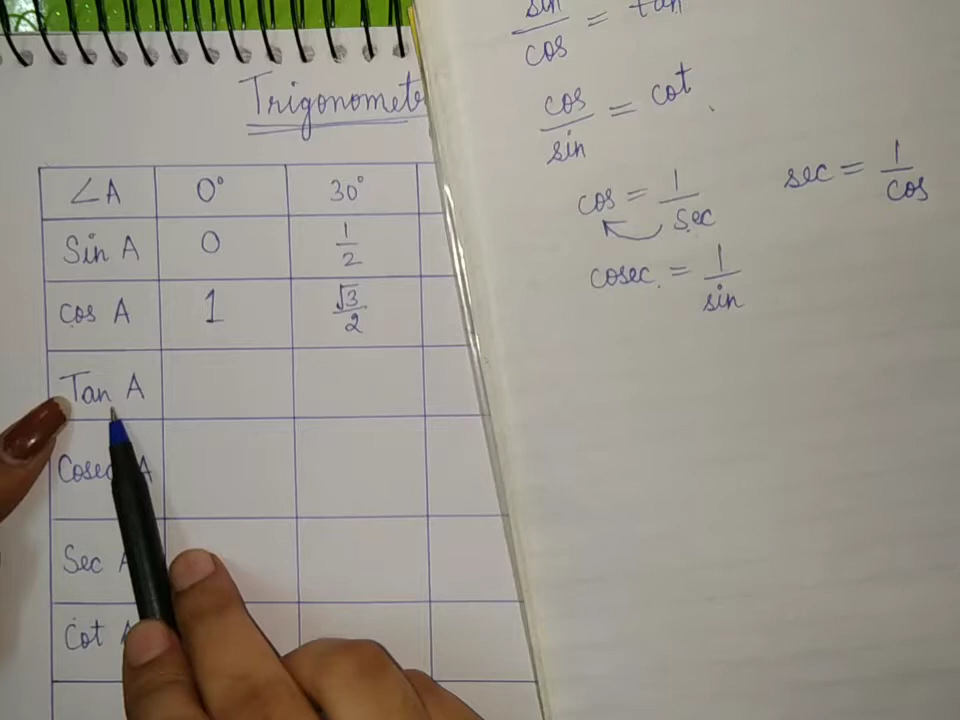 Trigonomet
∠A 0° 30°
Sin A 0 1/2
cos A 1 √3/2
Tan A
Cosec A
Sec A
Cot A
sin/cos = tan
cos/sin = cot
cos = 1/sec sec = 1/cos
cosec = 1/sin